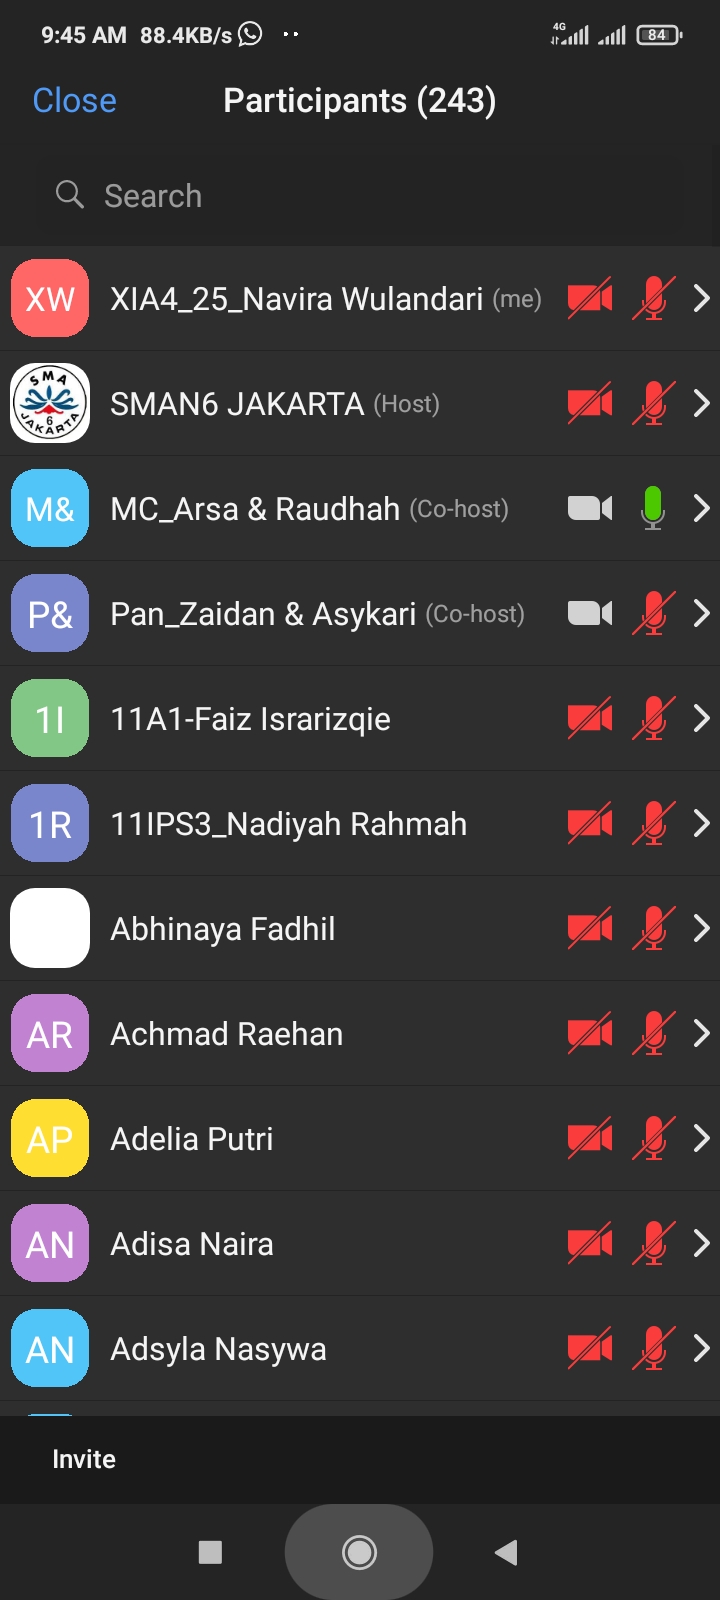 9:45 AM 88.4KB/s 4G 84
Close Participants (243)
Search
XW XIA4_25_Navira Wulandari (me)
SMA 6 JAKARTA SMAN6 JAKARTA (Host)
M& MC_Arsa & Raudhah (Co-host)
P& Pan_Zaidan & Asykari (Co-host)
1I 11A1-Faiz Israrizqie
1R 11IPS3_Nadiyah Rahmah
Abhinaya Fadhil
AR Achmad Raehan
AP Adelia Putri
AN Adisa Naira
AN Adsyla Nasywa
Invite